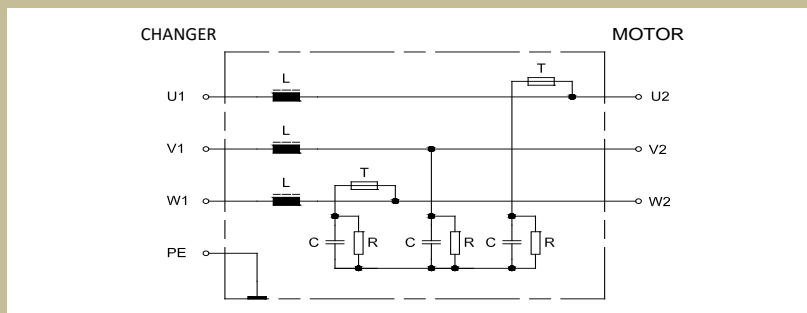 CHANGER MOTOR
T
L
U1 U2
L
V1 V2
T
L
W1 W2
C R C R C R
PE